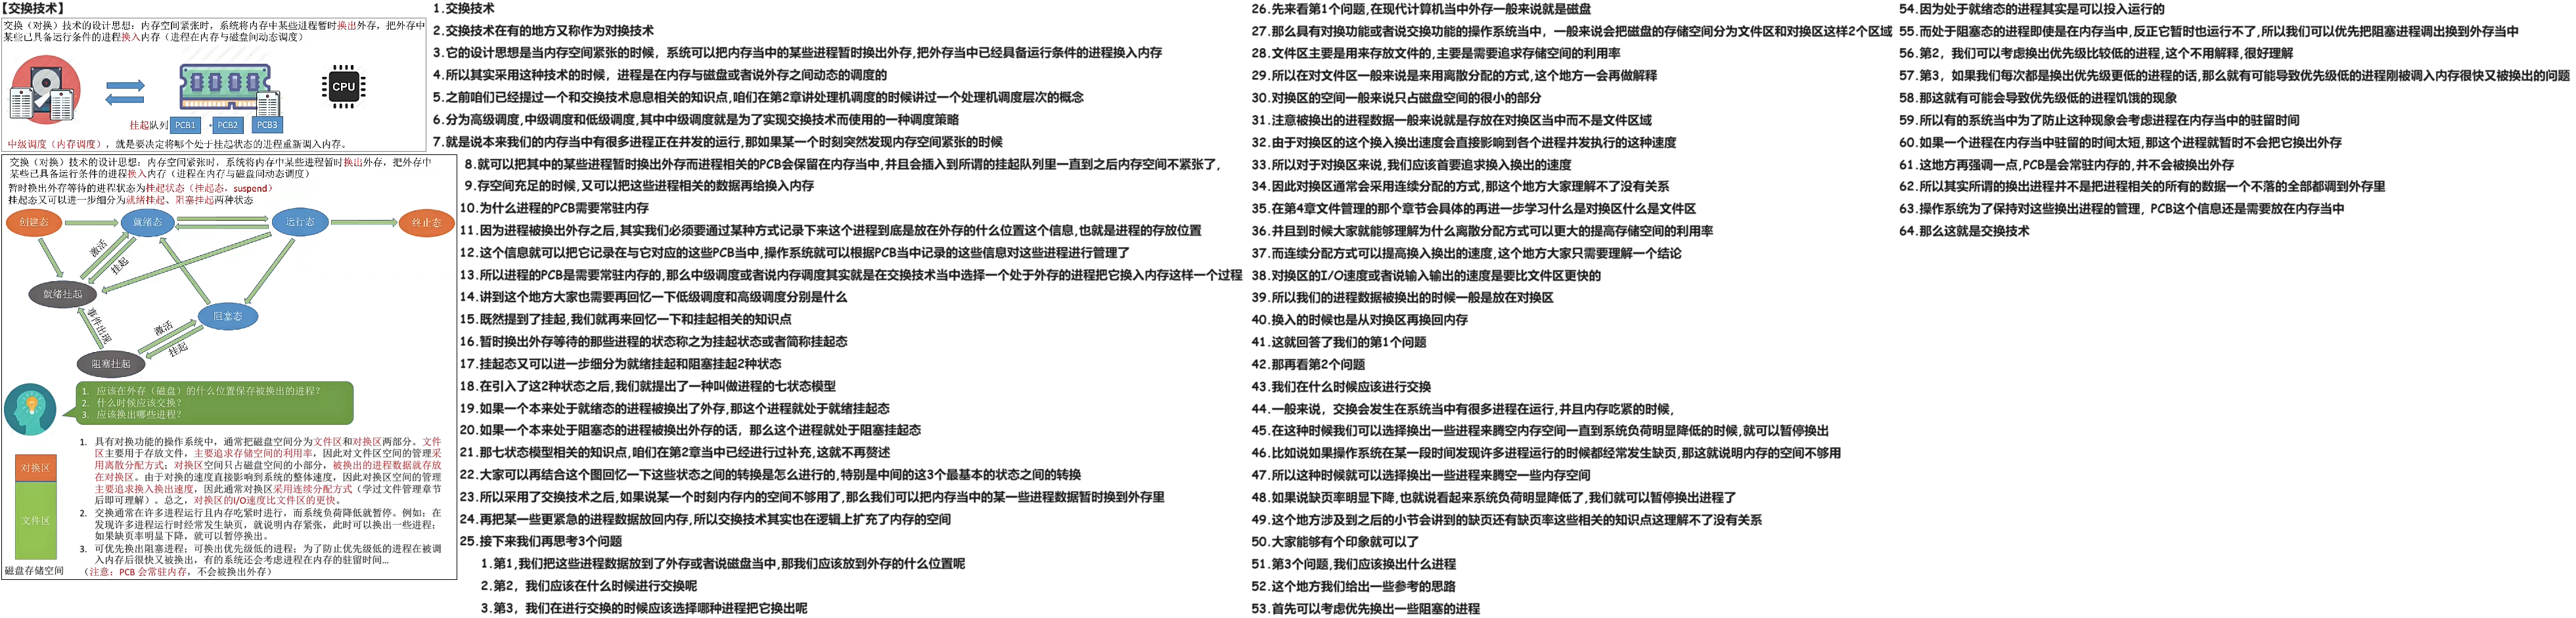 【交换技术】
交换（对换）技术的设计思想：内存空间紧张时，系统将内存中某些进程暂时换出外存，把外存中
某些已具备运行条件的进程换入内存（进程在内存与磁盘间动态调度）
CPU
挂起队列 PCB1 PCB2 PCB3
中级调度（内存调度），就是要决定将哪个处于挂起状态的进程重新调入内存。
交换（对换）技术的设计思想：内存空间紧张时，系统将内存中某些进程暂时换出外存，把外存中
某些已具备运行条件的进程换入内存（进程在内存与磁盘间动态调度）
暂时换出外存等待的进程状态为挂起状态（挂起态，suspend）
挂起态又可以进一步细分为就绪挂起、阻塞挂起两种状态
创建态
就绪态
运行态
终止态
激活
挂起
就绪挂起
事件出现
激活
挂起
阻塞态
阻塞挂起
1. 应该在外存（磁盘）的什么位置保存被换出的进程？
2. 什么时候应该交换？
3. 应该换出哪些进程？
对换区
文件区
磁盘存储空间
1. 具有对换功能的操作系统中，通常把磁盘空间分为文件区和对换区两部分。文件
区主要用于存放文件，主要追求存储空间的利用率，因此对文件区空间的管理采
用离散分配方式；对换区空间只占磁盘空间的小部分，被换出的进程数据就存放
在对换区。由于对换的速度直接影响到系统的整体速度，因此对换区空间的管理
主要追求换入换出速度，因此通常对换区采用连续分配方式（学过文件管理章节
后即可理解）。总之，对换区的I/O速度比文件区的更快。
2. 交换通常在许多进程运行且内存吃紧时进行，而系统负荷降低就暂停。例如：在
发现许多进程运行时经常发生缺页，就说明内存紧张，此时可以换出一些进程；
如果缺页率明显下降，就可以暂停换出。
3. 可优先换出阻塞进程；可换出优先级低的进程；为了防止优先级低的进程在被调
入内存后很快又被换出，有的系统还会考虑进程在内存的驻留时间…
（注意：PCB 会常驻内存，不会被换出外存）
1.交换技术
2.交换技术在有的地方又称作为对换技术
3.它的设计思想是当内存空间紧张的时候，系统可以把内存当中的某些进程暂时换出外存,把外存当中已经具备运行条件的进程换入内存
4.所以其实采用这种技术的时候，进程是在内存与磁盘或者说外存之间动态的调度的
5.之前咱们已经提过一个和交换技术息息相关的知识点,咱们在第2章讲处理机调度的时候讲过一个处理机调度层次的概念
6.分为高级调度,中级调度和低级调度,其中中级调度就是为了实现交换技术而使用的一种调度策略
7.就是说本来我们的内存当中有很多进程正在并发的运行,那如果某一个时刻突然发现内存空间紧张的时候
8.就可以把其中的某些进程暂时换出外存而进程相关的PCB会保留在内存当中,并且会插入到所谓的挂起队列里一直到之后内存空间不紧张了,
9.存空间充足的时候,又可以把这些进程相关的数据再给换入内存
10.为什么进程的PCB需要常驻内存
11.因为进程被换出外存之后,其实我们必须要通过某种方式记录下来这个进程到底是放在外存的什么位置这个信息,也就是进程的存放位置
12.这个信息就可以把它记录在与它对应的这些PCB当中,操作系统就可以根据PCB当中记录的这些信息对这些进程进行管理了
13.所以进程的PCB是需要常驻内存的,那么中级调度或者说内存调度其实就是在交换技术当中选择一个处于外存的进程把它换入内存这样一个过程
14.讲到这个地方大家也需要再回忆一下低级调度和高级调度分别是什么
15.既然提到了挂起,我们就再来回忆一下和挂起相关的知识点
16.暂时换出外存等待的那些进程的状态称之为挂起状态或者简称挂起态
17.挂起态又可以进一步细分为就绪挂起和阻塞挂起2种状态
18.在引入了这2种状态之后,我们就提出了一种叫做进程的七状态模型
19.如果一个本来处于就绪态的进程被换出了外存,那这个进程就处于就绪挂起态
20.如果一个本来处于阻塞态的进程被换出外存的话，那么这个进程就处于阻塞挂起态
21.那七状态模型相关的知识点,咱们在第2章当中已经进行过补充,这就不再赘述
22.大家可以再结合这个图回忆一下这些状态之间的转换是怎么进行的,特别是中间的这3个最基本的状态之间的转换
23.所以采用了交换技术之后,如果说某一个时刻内存内的空间不够用了,那么我们可以把内存当中的某一些进程数据暂时换到外存里
24.再把某一些更紧急的进程数据放回内存,所以交换技术其实也在逻辑上扩充了内存的空间
25.接下来我们再思考3个问题
1.第1,我们把这些进程数据放到了外存或者说磁盘当中,那我们应该放到外存的什么位置呢
2.第2，我们应该在什么时候进行交换呢
3.第3，我们在进行交换的时候应该选择哪种进程把它换出呢
26.先来看第1个问题,在现代计算机当中外存一般来说就是磁盘
27.那么具有对换功能或者说交换功能的操作系统当中，一般来说会把磁盘的存储空间分为文件区和对换区这样2个区域
28.文件区主要是用来存放文件的,主要是需要追求存储空间的利用率
29.所以在对文件区一般来说是来用离散分配的方式,这个地方一会再做解释
30.对换区的空间一般来说只占磁盘空间的很小的部分
31.注意被换出的进程数据一般来说就是存放在对换区当中而不是文件区域
32.由于对换区的这个换入换出速度会直接影响到各个进程并发执行的这种速度
33.所以对于对换区来说,我们应该首要追求换入换出的速度
34.因此对换区通常会采用连续分配的方式,那这个地方大家理解不了没有关系
35.在第4章文件管理的那个章节会具体的再进一步学习什么是对换区什么是文件区
36.并且到时候大家就能够理解为什么离散分配方式可以更大的提高存储空间的利用率
37.而连续分配方式可以提高换入换出的速度,这个地方大家只需要理解一个结论
38.对换区的I/O速度或者说输入输出的速度是要比文件区更快的
39.所以我们的进程数据被换出的时候一般是放在对换区
40.换入的时候也是从对换区再换回内存
41.这就回答了我们的第1个问题
42.那再看第2个问题
43.我们在什么时候应该进行交换
44.一般来说，交换会发生在系统当中有很多进程在运行,并且内存吃紧的时候,
45.在这种时候我们可以选择换出一些进程来腾空内存空间一直到系统负荷明显降低的时候,就可以暂停换出
46.比如说如果操作系统在某一段时间发现许多进程运行的时候都经常发生缺页,那这就说明内存的空间不够用
47.所以这种时候就可以选择换出一些进程来腾空一些内存空间
48.如果说缺页率明显下降,也就说看起来系统负荷明显降低了,我们就可以暂停换出进程了
49.这个地方涉及到之后的小节会讲到的缺页还有缺页率这些相关的知识点这理解不了没有关系
50.大家能够有个印象就可以了
51.第3个问题,我们应该换出什么进程
52.这个地方我们给出一些参考的思路
53.首先可以考虑优先换出一些阻塞的进程
54.因为处于就绪态的进程其实是可以投入运行的
55.而处于阻塞态的进程即使是在内存当中,反正它暂时也运行不了,所以我们可以优先把阻塞进程调出换到外存当中
56.第2，我们可以考虑换出优先级比较低的进程,这个不用解释,很好理解
57.第3，如果我们每次都是换出优先级更低的进程的话,那么就有可能导致优先级低的进程刚被调入内存很快又被换出的问题
58.那这就有可能会导致优先级低的进程饥饿的现象
59.所以有的系统当中为了防止这种现象会考虑进程在内存当中的驻留时间
60.如果一个进程在内存当中驻留的时间太短,那这个进程就暂时不会把它换出外存
61.这地方再强调一点,PCB是会常驻内存的,并不会被换出外存
62.所以其实所谓的换出进程并不是把进程相关的所有的数据一个不落的全部都调到外存里
63.操作系统为了保持对这些换出进程的管理，PCB这个信息还是需要放在内存当中
64.那么这就是交换技术